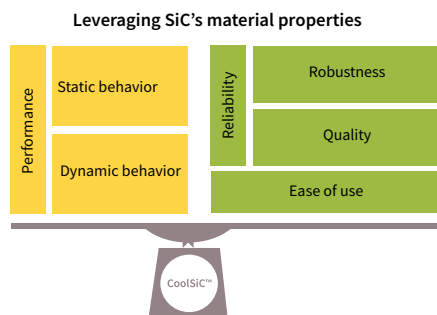 Leveraging SiC's material properties
Performance
Static behavior
Dynamic behavior
Reliability
Robustness
Quality
Ease of use
CoolSiC™